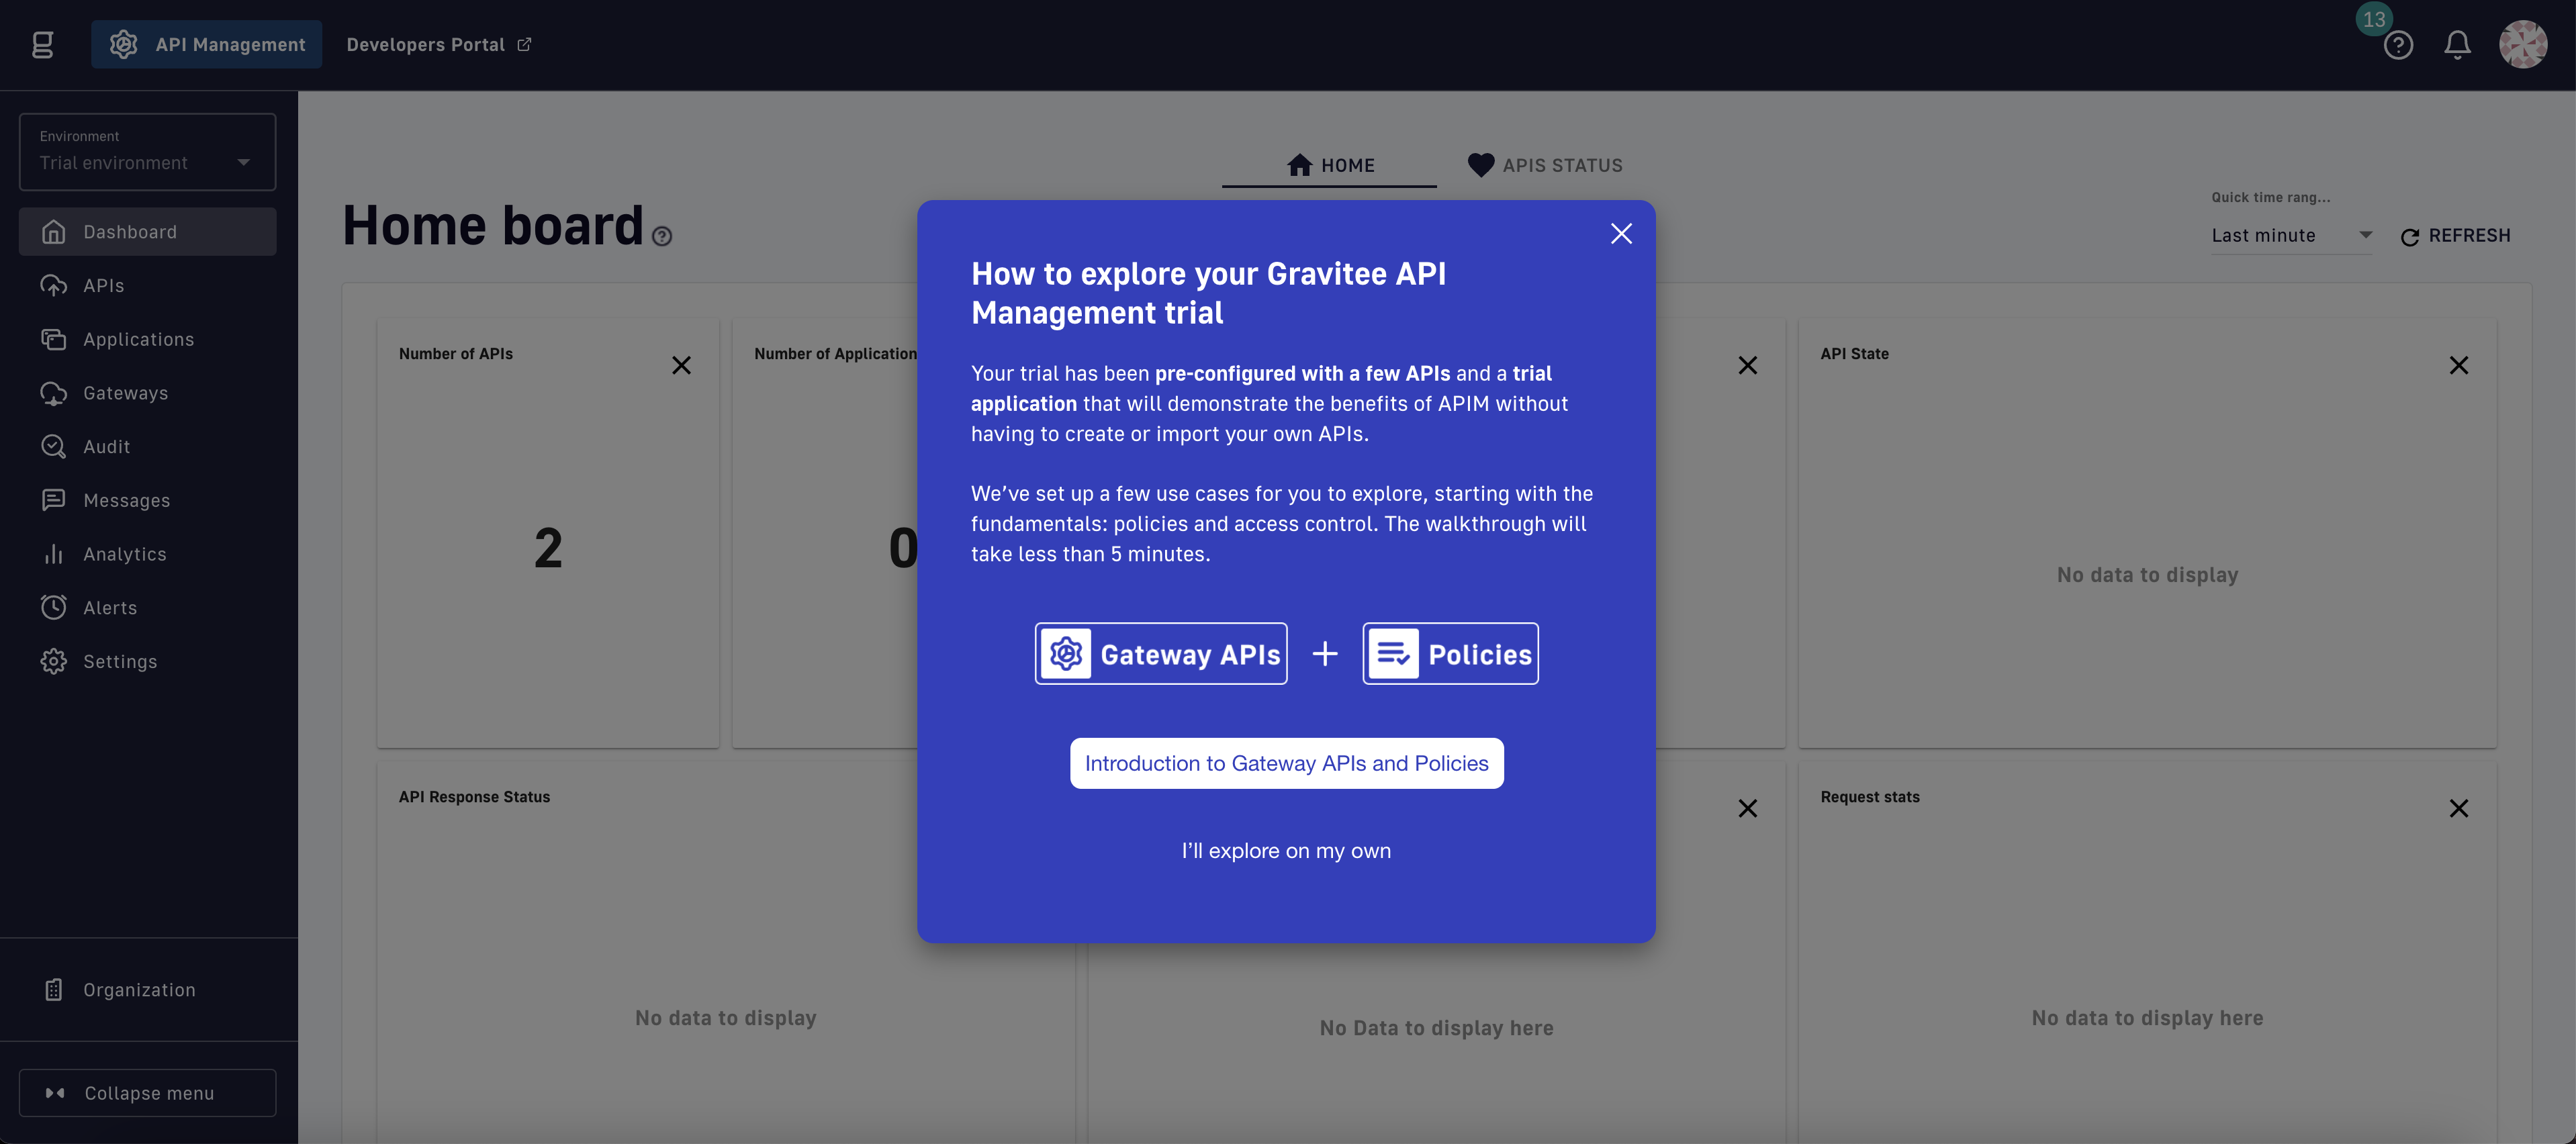 API Management
Developers Portal
13
Environment
Trial environment
Dashboard
APIs
Applications
Gateways
Audit
Messages
Analytics
Alerts
Settings
Organization
Collapse menu
HOME
APIS STATUS
Home board
Quick time rang...
Last minute
REFRESH
Number of APIs
2
Number of Application
0
API State
No data to display
API Response Status
No data to display
No Data to display here
Request stats
No data to display here
How to explore your Gravitee API
Management trial
Your trial has been pre-configured with a few APIs and a trial
application that will demonstrate the benefits of APIM without
having to create or import your own APIs.
We’ve set up a few use cases for you to explore, starting with the
fundamentals: policies and access control. The walkthrough will
take less than 5 minutes.
Gateway APIs + Policies
Introduction to Gateway APIs and Policies
I’ll explore on my own